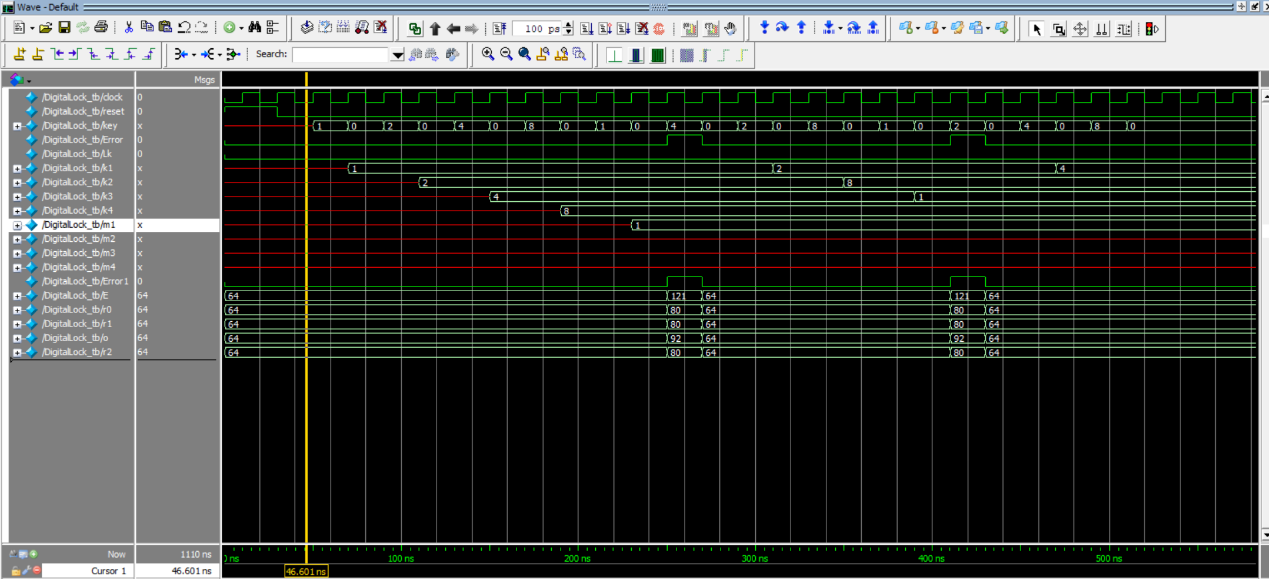 Wave - Default
100 ps
Search:
Msgs
/DigitalLock_tb/clock 0
/DigitalLock_tb/reset 0
/DigitalLock_tb/key x 1 0 2 0 4 0 8 0 1 0 4 0 2 0 8 0 1 0 2 0 4 0 8 0
/DigitalLock_tb/Error 0
/DigitalLock_tb/Lk 0
/DigitalLock_tb/k1 x 1 2 4
/DigitalLock_tb/k2 x 2 8
/DigitalLock_tb/k3 x 4 1
/DigitalLock_tb/k4 x 8
/DigitalLock_tb/m1 x 1
/DigitalLock_tb/m2 x
/DigitalLock_tb/m3 x
/DigitalLock_tb/m4 x
/DigitalLock_tb/Error1 0
/DigitalLock_tb/E 64 64 121 64 121 64
/DigitalLock_tb/r0 64 64 80 64 80 64
/DigitalLock_tb/r1 64 64 80 64 80 64
/DigitalLock_tb/o 64 64 92 64 92 64
/DigitalLock_tb/r2 64 64 80 64 80 64
Now 1110 ns ns 100 ns 200 ns 300 ns 400 ns 500 ns
Cursor 1 46.601 ns 46.601 ns